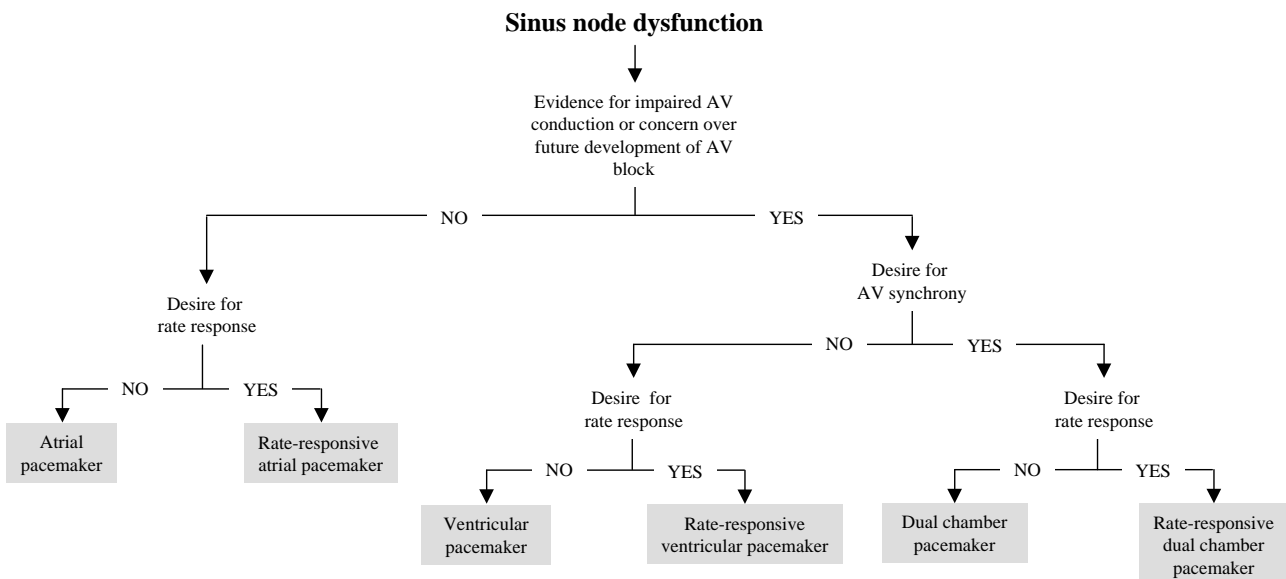 Sinus node dysfunction
Evidence for impaired AV
conduction or concern over
future development of AV
block
NO
YES
Desire for
rate response
Desire for
AV synchrony
NO
YES
NO
YES
Desire for
rate response
Desire for
rate response
Atrial
pacemaker
Rate-responsive
atrial pacemaker
NO
YES
NO
YES
Ventricular
pacemaker
Rate-responsive
ventricular pacemaker
Dual chamber
pacemaker
Rate-responsive
dual chamber
pacemaker